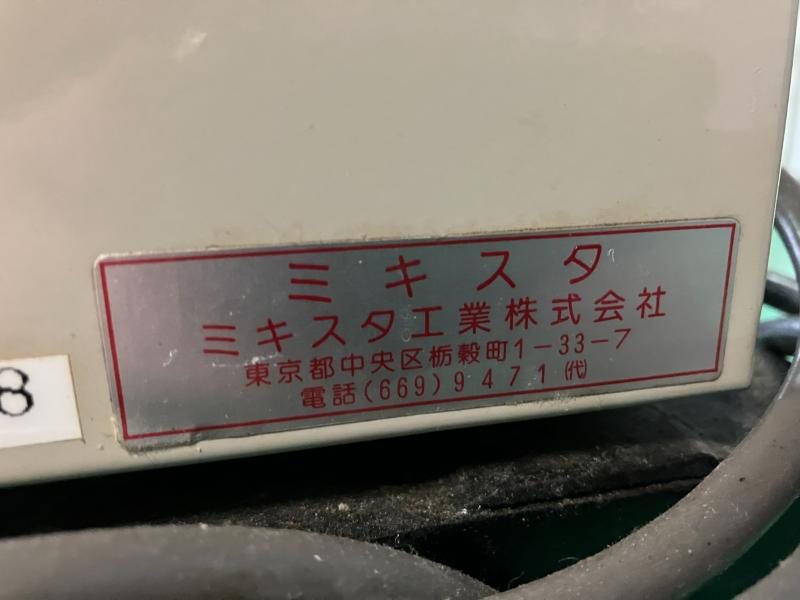 ミキスタ
ミキスタ工業株式会社
東京都中央区栃穀町1-33-7
電話(669)9471(代)
8